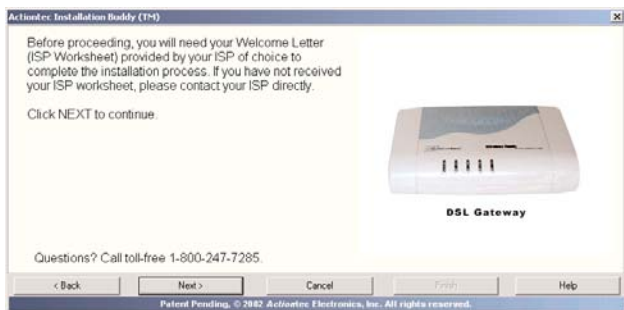 Actiontec Installation Buddy (TM)
Before proceeding, you will need your Welcome Letter
(ISP Worksheet) provided by your ISP of
choice to
complete the installation process. If you have not received
your ISP worksheet, please contact your ISP directly.
Click NEXT to continue.
DSL Gateway
Questions? Call toll-free 1-800-247-7285.
< Back
Next >
Cancel
Finish
Help
Patent Pending, © 2002 Actiontec Electronics, Inc. All rights reserved.